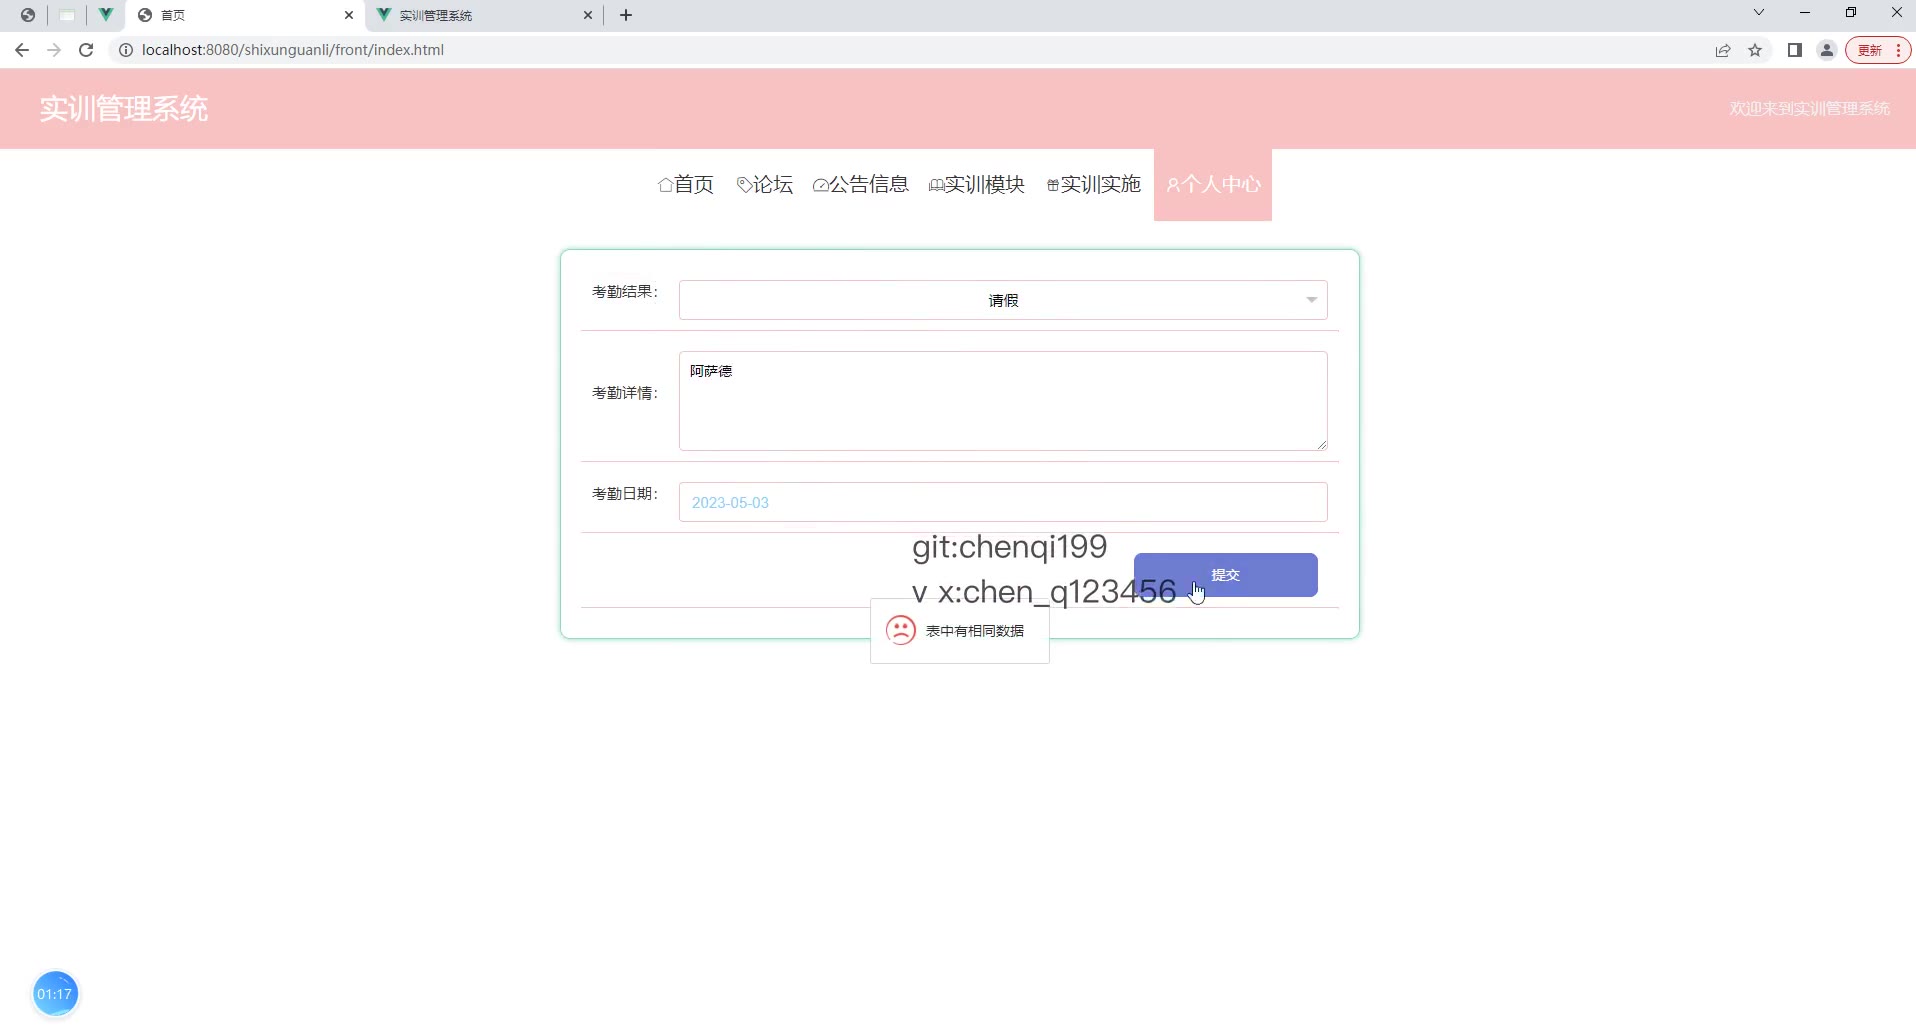 首页
实训管理系统
localhost:8080/shixunguanli/front/index.html
更新
实训管理系统
欢迎来到实训管理系统
首页 论坛 公告信息 实训模块 实训实施 个人中心
考勤结果：
请假
考勤详情：
阿萨德
考勤日期：
2023-05-03
git:chenqi199
提交
v x:chen_q123456
表中有相同数据
01:17